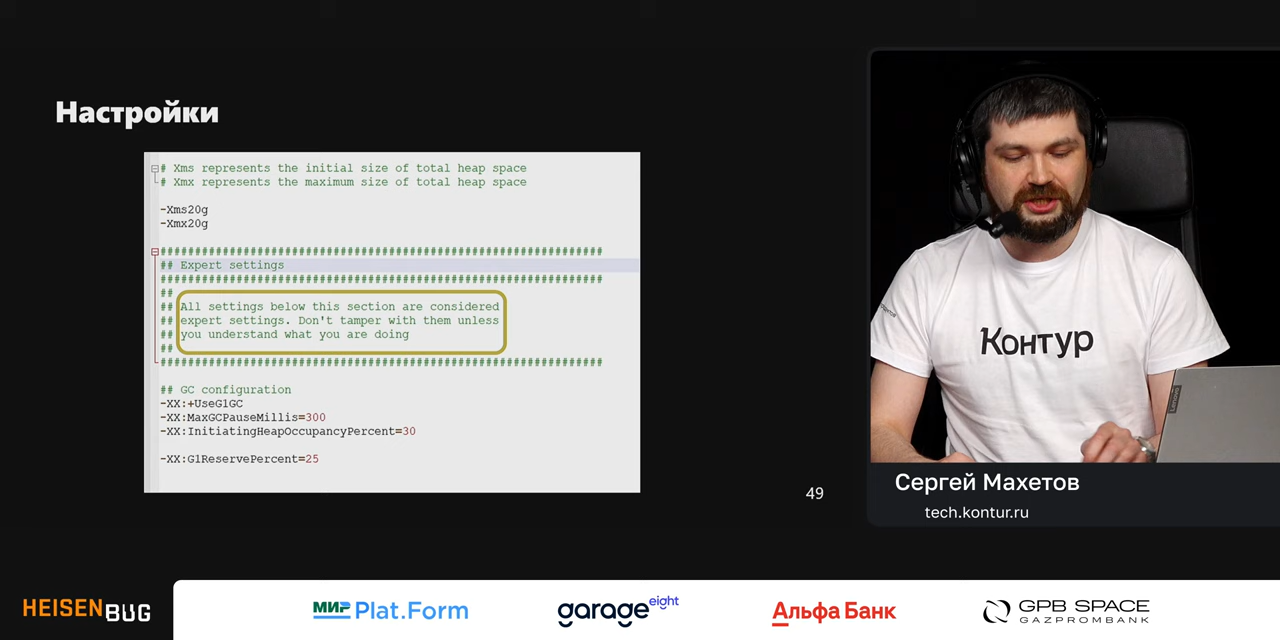 Настройки
# Xms represents the initial size of total heap space
# Xmx represents the maximum size of total heap space
-Xms20g
-Xmx20g
################################################################
## Expert settings
################################################################
##
## All settings below this section are considered
## expert settings. Don't tamper with them unless
## you understand what you are doing
##
################################################################
## GC configuration
-XX:+UseG1GC
-XX:MaxGCPauseMillis=300
-XX:InitiatingHeapOccupancyPercent=30
-XX:G1ReservePercent=25
49
Контур
Lenovo
Сергей Махетов
tech.kontur.ru
HEISENBUG
МИР Plat.Form
garage eight
Альфа Банк
GPB SPACE
GAZPROMBANK